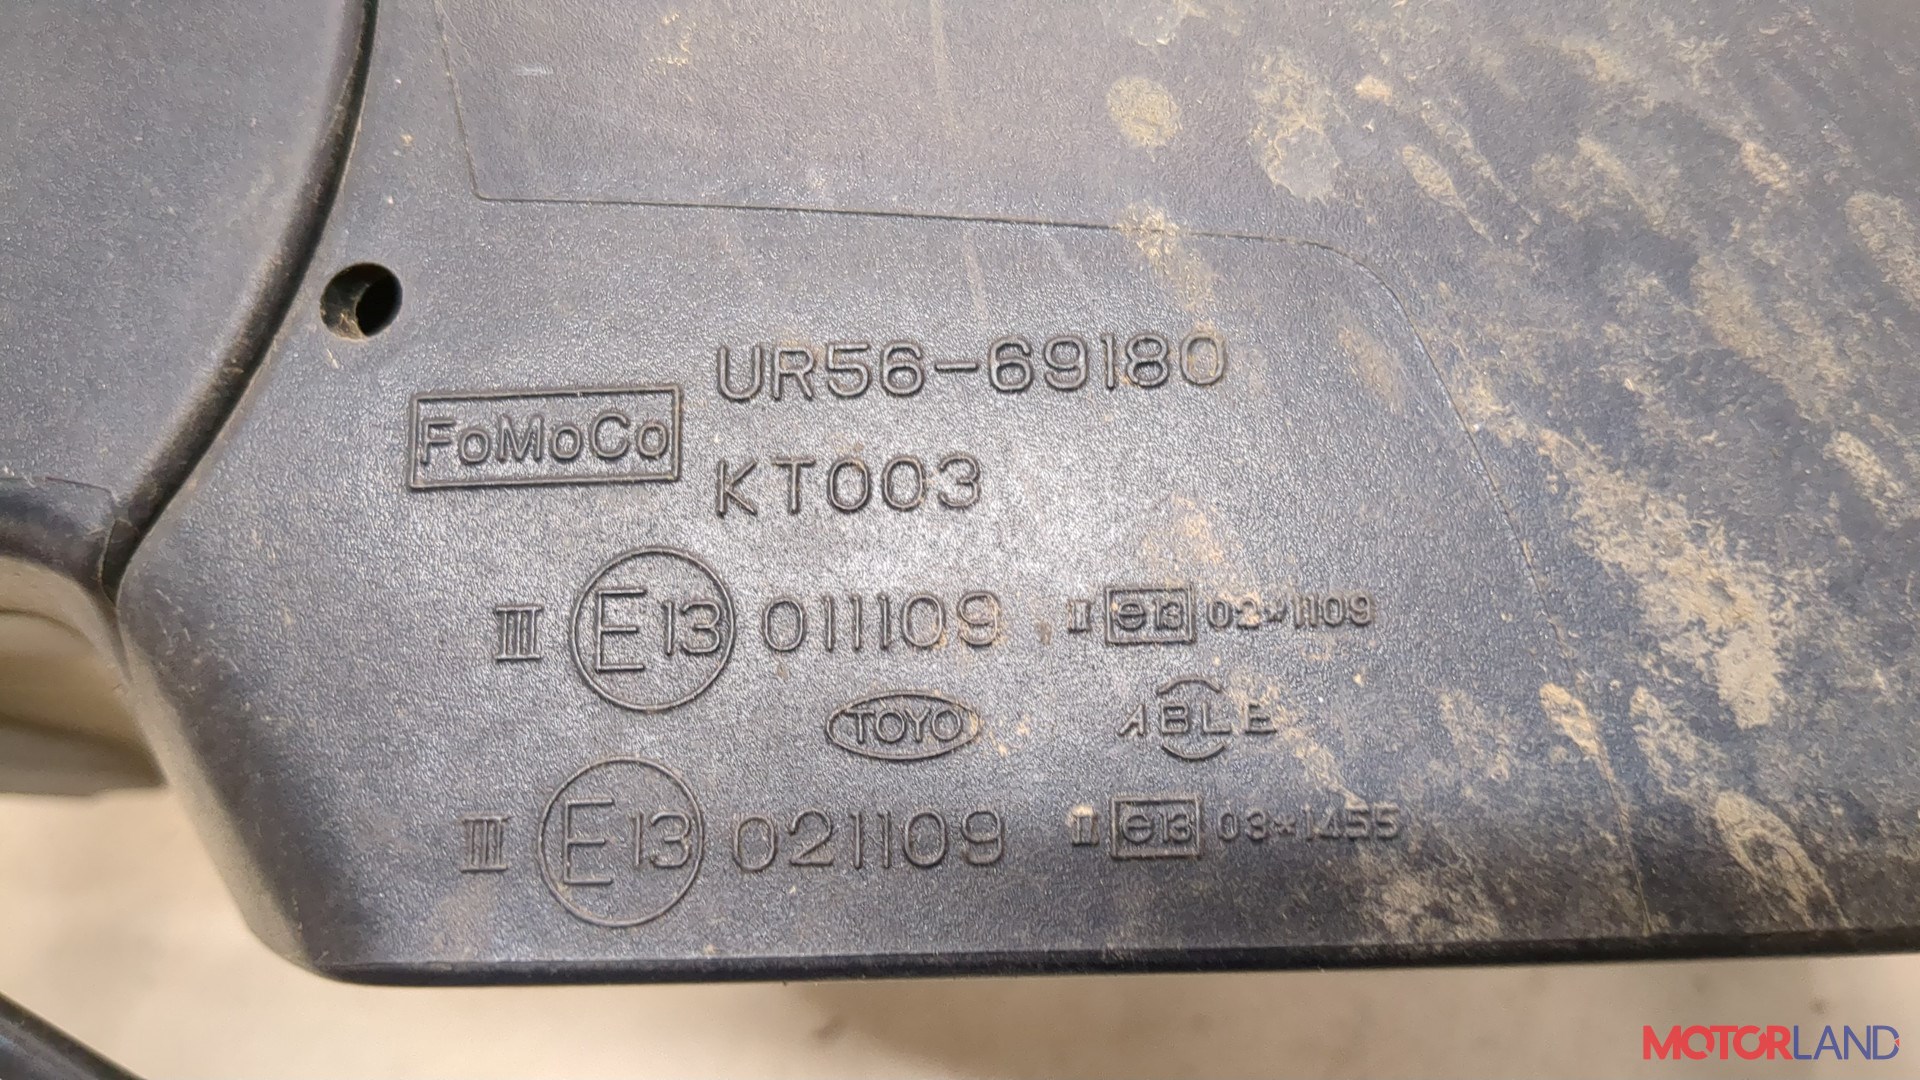 UR56-69180
FoMoCo
KT003
III E13 011109 II e13 02*1109
TOYO ABLE
III E13 021109 II e13 03*1455
MOTORLAND